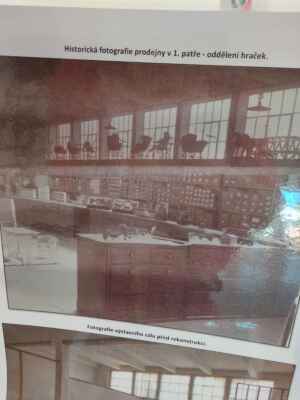 Historická fotografie prodejny v 1. patře - oddělení hraček.
Fotografie výstavního sálu před rekonstrukcí.